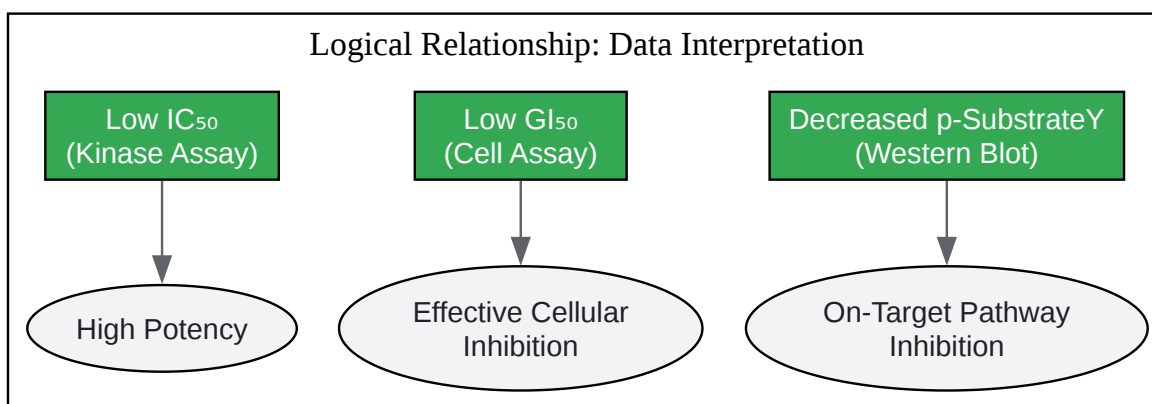 Logical Relationship: Data Interpretation
Low IC₅₀
(Kinase Assay)
Low GI₅₀
(Cell Assay)
Decreased p-SubstrateY
(Western Blot)
High Potency
Effective Cellular
Inhibition
On-Target Pathway
Inhibition